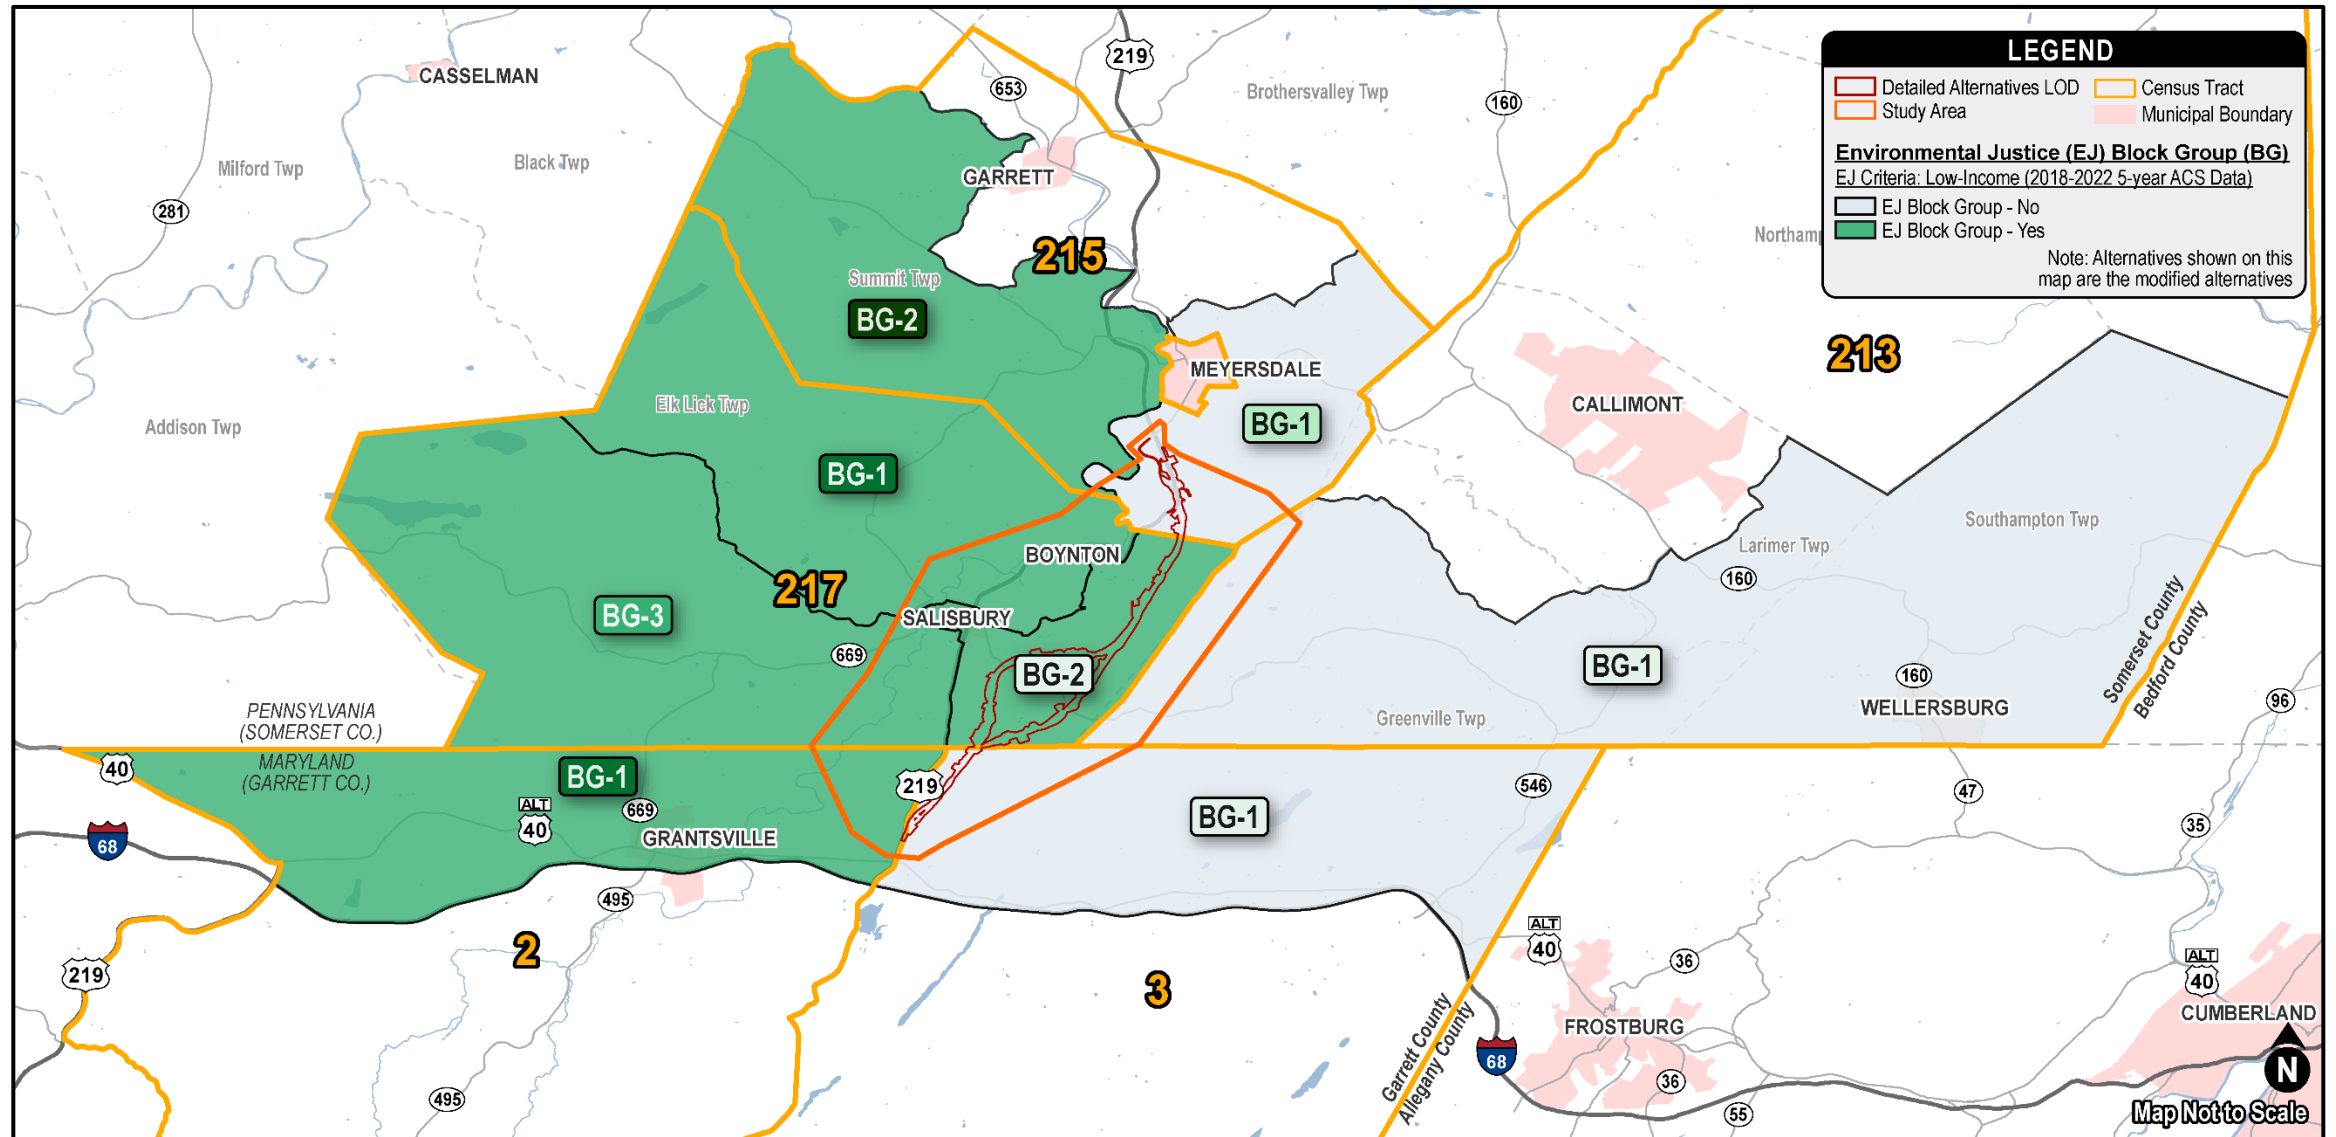 LEGEND
Detailed Alternatives LOD
Census Tract
Study Area
Municipal Boundary
Environmental Justice (EJ) Block Group (BG)
EJ Criteria: Low-Income (2018-2022 5-year ACS Data)
EJ Block Group - No
EJ Block Group - Yes
Note: Alternatives shown on this
map are the modified alternatives
219
CASSELMAN
653
Brothersvalley Twp
160
Milford Twp
Black Twp
GARRETT
281
215
Northam
Summit Twp
BG-2
213
MEYERSDALE
Elk Lick Twp
CALLIMONT
Addison Twp
BG-1
BG-1
Southampton Twp
BOYNTON
Larimer Twp
160
217
BG-3
SALISBURY
669
BG-2
BG-1
160
Somerset County
Bedford County
96
WELLERSBURG
Greenville Twp
PENNSYLVANIA
(SOMERSET CO.)
MARYLAND
(GARRETT CO.)
40
BG-1
219
546
47
ALT
40
669
BG-1
35
68
GRANTSVILLE
495
ALT
40
2
36
219
3
ALT
40
Garrett County
Allegany County
FROSTBURG
CUMBERLAND
68
36
N
495
55
Map Not to Scale